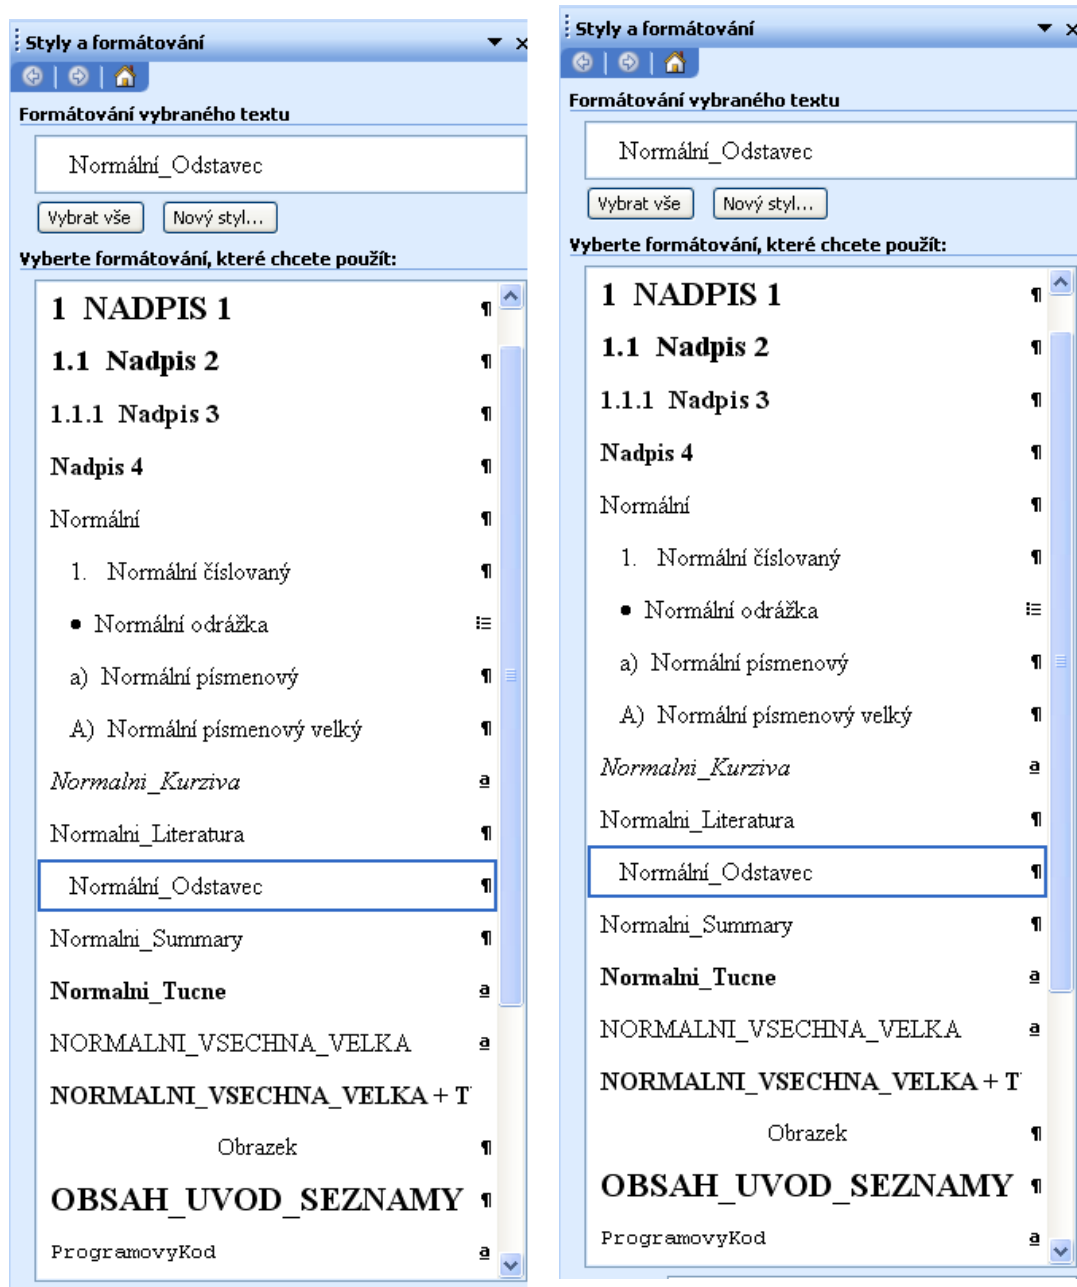 Styly a formátování
Formátování vybraného textu
Normální_Odstavec
Vybrat vše
Nový styl...
Vyberte formátování, které chcete použít:
1 NADPIS 1 ¶
1.1 Nadpis 2 ¶
1.1.1 Nadpis 3 ¶
Nadpis 4 ¶
Normální ¶
1. Normální číslovaný ¶
• Normální odrážka
a) Normální písmenový ¶
A) Normální písmenový velký ¶
Normalni_Kurziva a
Normalni_Literatura ¶
Normální_Odstavec ¶
Normalni_Summary ¶
Normalni_Tucne a
NORMALNI_VSECHNA_VELKA a
NORMALNI_VSECHNA_VELKA + T
Obrazek ¶
OBSAH_UVOD_SEZNAMY ¶
ProgramovyKod a
Styly a formátování
Formátování vybraného textu
Normální_Odstavec
Vybrat vše
Nový styl...
Vyberte formátování, které chcete použít:
1 NADPIS 1 ¶
1.1 Nadpis 2 ¶
1.1.1 Nadpis 3 ¶
Nadpis 4 ¶
Normální ¶
1. Normální číslovaný ¶
• Normální odrážka
a) Normální písmenový ¶
A) Normální písmenový velký ¶
Normalni_Kurziva a
Normalni_Literatura ¶
Normální_Odstavec ¶
Normalni_Summary ¶
Normalni_Tucne a
NORMALNI_VSECHNA_VELKA a
NORMALNI_VSECHNA_VELKA + T
Obrazek ¶
OBSAH_UVOD_SEZNAMY ¶
ProgramovyKod a